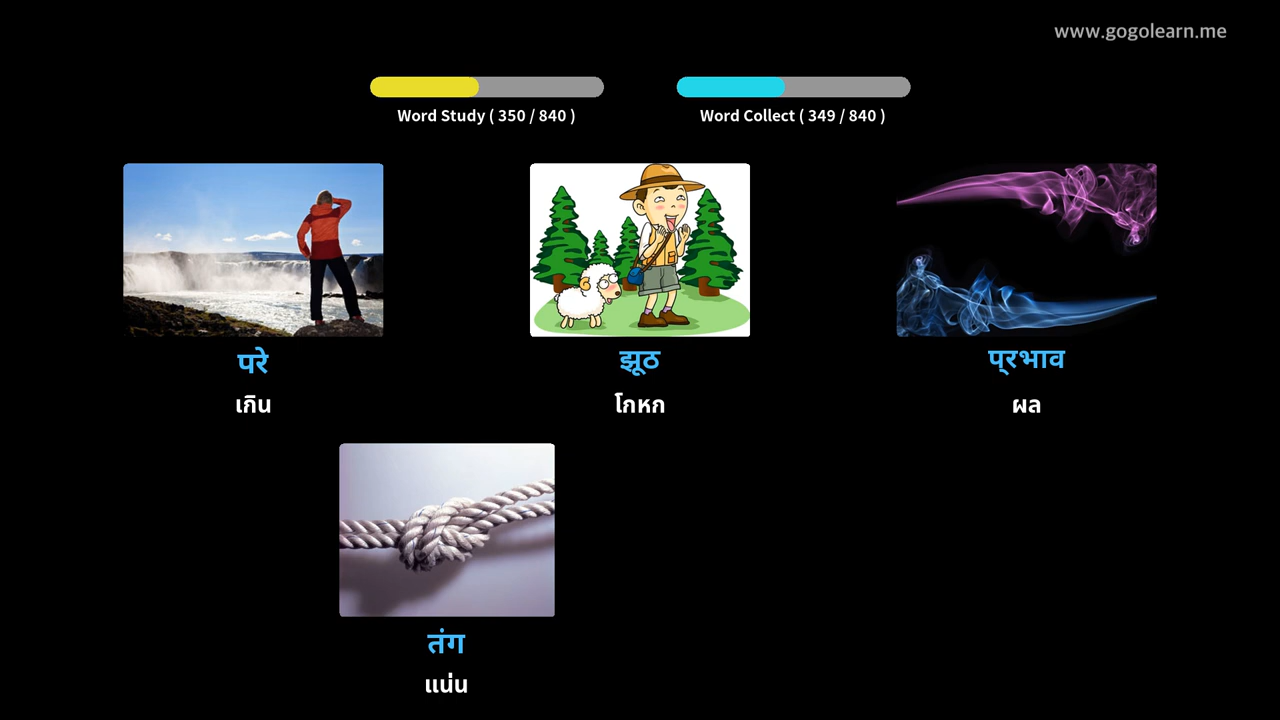 www.gogolearn.me
Word Study ( 350 / 840 )
Word Collect ( 349 / 840 )
परे
เกิน
झूठ
โกหก
प्रभाव
ผล
तंग
แน่น